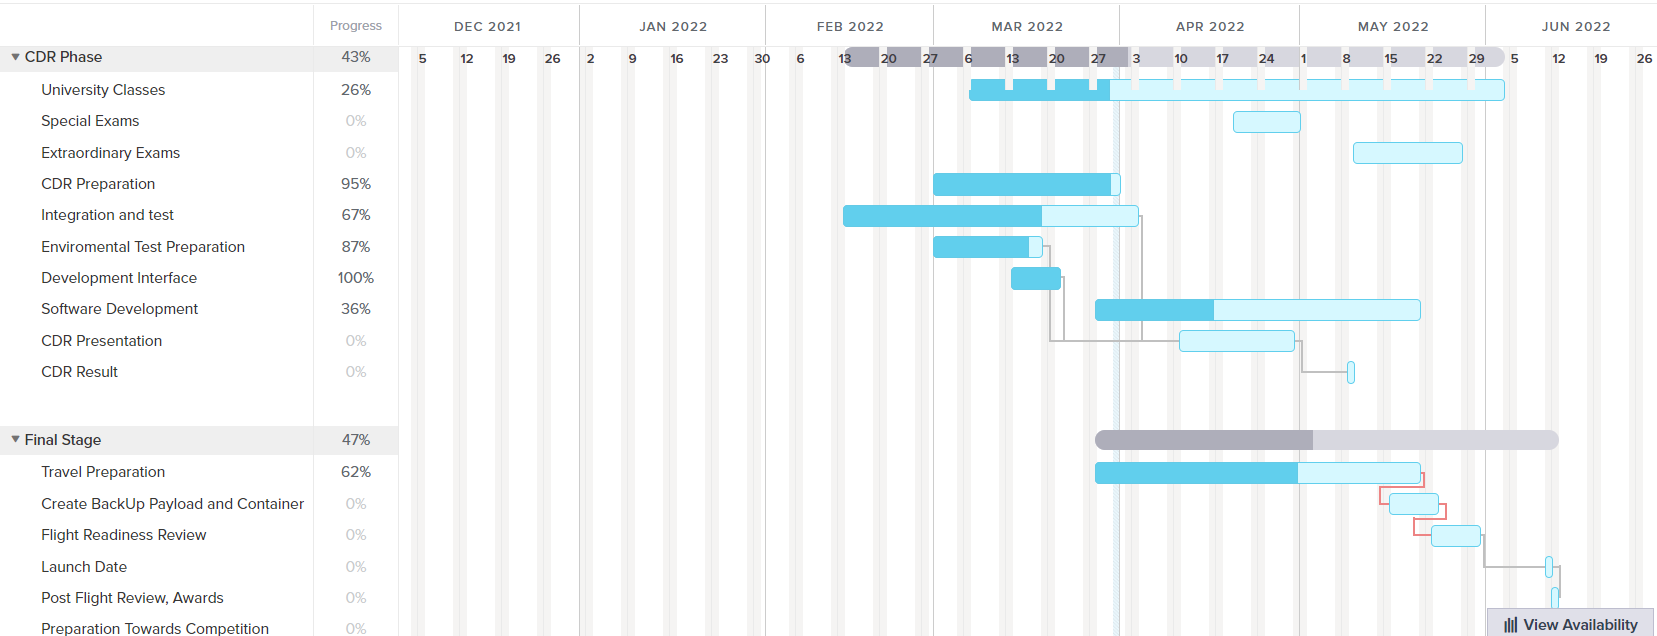 Progress DEC 2021 JAN 2022 FEB 2022 MAR 2022 APR 2022 MAY 2022 JUN 2022
CDR Phase 43% 5 12 19 26 2 9 16 23 30 6 13 20 27 6 13 20 27 3 10 17 24 1 8 15 22 29 5 12 19 26
University Classes 26%
Special Exams 0%
Extraordinary Exams 0%
CDR Preparation 95%
Integration and test 67%
Enviromental Test Preparation 87%
Development Interface 100%
Software Development 36%
CDR Presentation 0%
CDR Result 0%
Final Stage 47%
Travel Preparation 62%
Create BackUp Payload and Container 0%
Flight Readiness Review 0%
Launch Date 0%
Post Flight Review, Awards 0%
Preparation Towards Competition 0%
View Availability